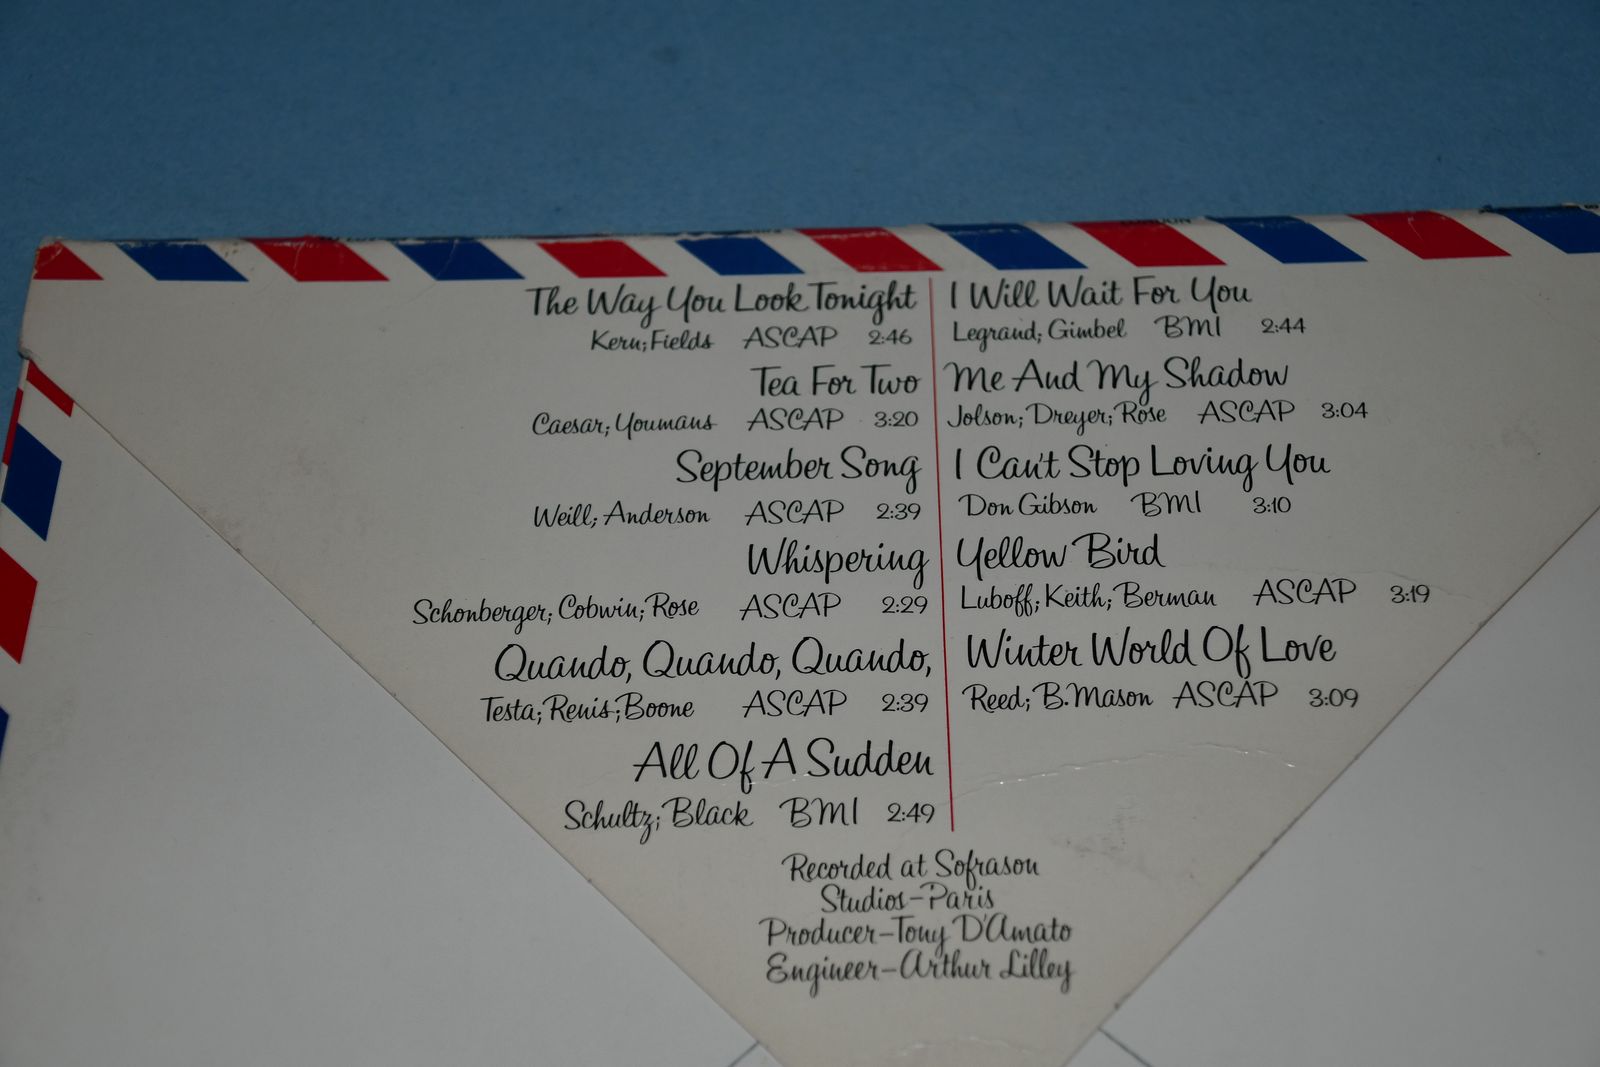 The Way You Look Tonight
Kern; Fields ASCAP 2:46
Tea For Two
Caesar; Youmans ASCAP 3:20
September Song
Weill; Anderson ASCAP 2:39
Whispering
Schonberger; Cobwin; Rose ASCAP 2:29
Quando, Quando, Quando,
Testa; Renis; Boone ASCAP 2:39
All Of A Sudden
Schultz; Black BMI 2:49
I Will Wait For You
Legrand; Gimbel BMI 2:44
Me And My Shadow
Jolson; Dreyer; Rose ASCAP 3:04
I Can't Stop Loving You
Don Gibson BMI 3:10
Yellow Bird
Luboff; Keith; Berman ASCAP 3:19
Winter World Of Love
Reed; B. Mason ASCAP 3:09
Recorded at Sofrason
Studios-Paris
Producer-Tony D'Amato
Engineer-Arthur Lilley